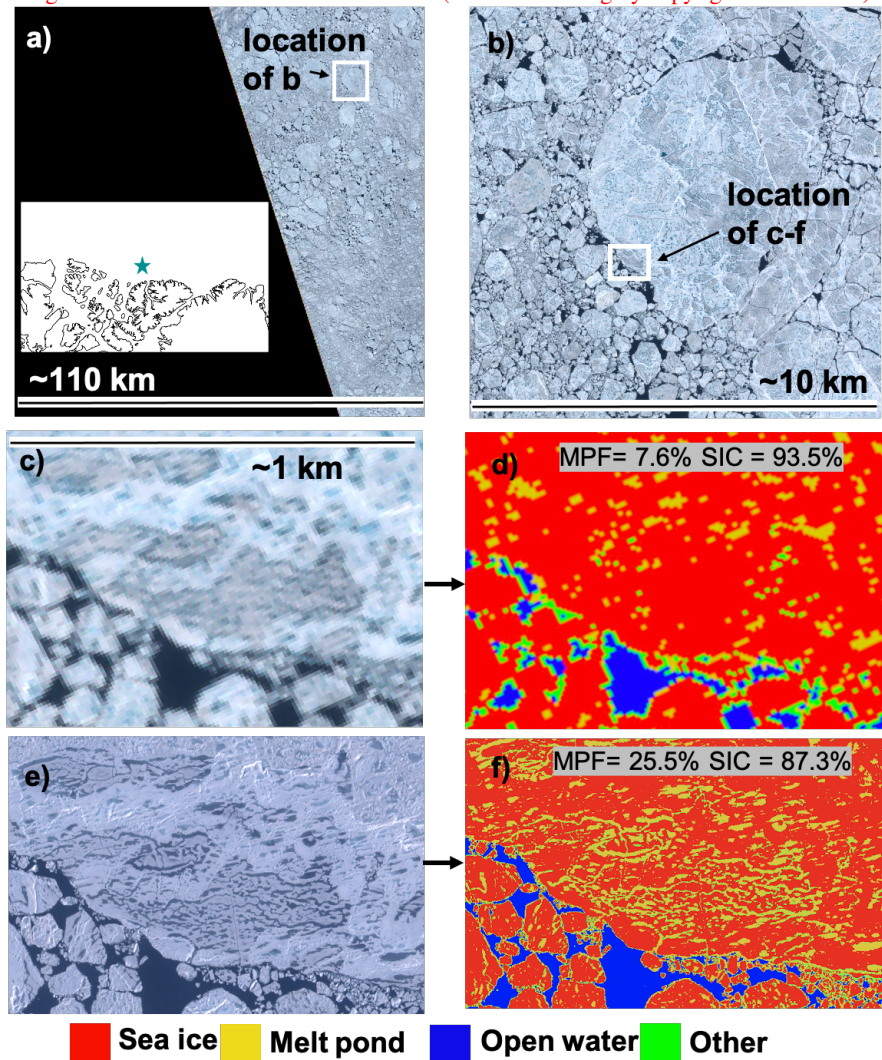 a)
location
of b
~110 km
b)
location
of c-f
~10 km
c)
~1 km
d)
MPF= 7.6% SIC = 93.5%
e)
f)
MPF= 25.5% SIC = 87.3%
Sea ice
Melt pond
Open water
Other